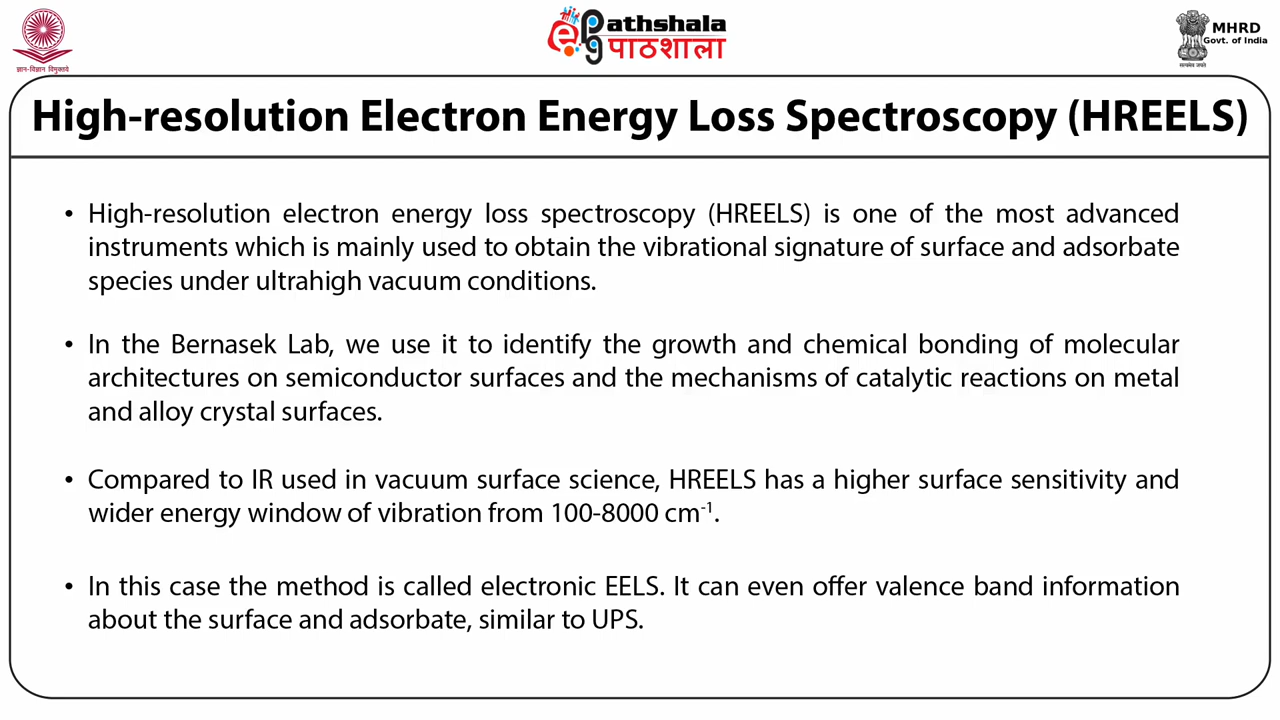 ज्ञान-विज्ञान विमुक्तये
ePathshala
पाठशाला
MHRD
Govt. of India
सत्यमेव जयते
High-resolution Electron Energy Loss Spectroscopy (HREELS)
• High-resolution electron energy loss spectroscopy (HREELS) is one of the most advanced
instruments which is mainly used to obtain the vibrational signature of surface and adsorbate
species under ultrahigh vacuum conditions.
• In the Bernasek Lab, we use it to identify the growth and chemical bonding of molecular
architectures on semiconductor surfaces and the mechanisms of catalytic reactions on metal
and alloy crystal surfaces.
• Compared to IR used in vacuum surface science, HREELS has a higher surface sensitivity and
wider energy window of vibration from 100-8000 cm⁻¹.
• In this case the method is called electronic EELS. It can even offer valence band information
about the surface and adsorbate, similar to UPS.